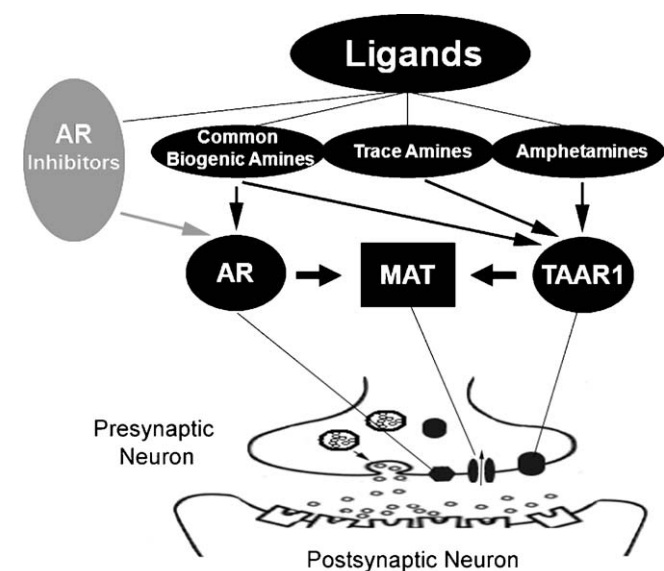 Ligands
AR
Inhibitors
Common
Biogenic Amines
Trace Amines
Amphetamines
AR
MAT
TAAR1
Presynaptic
Neuron
Postsynaptic Neuron